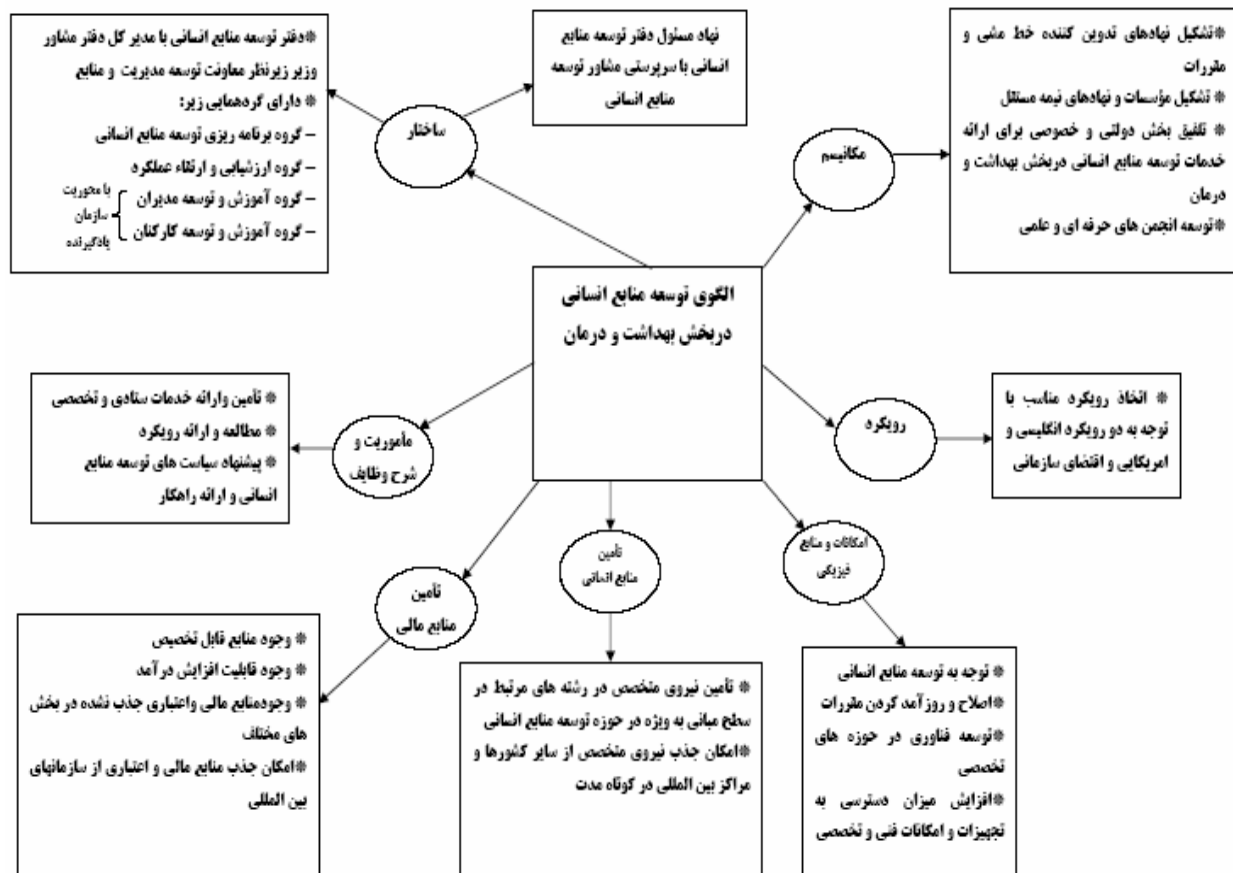 *تشکیل نهادهای تدوین کننده خط مشی و
مقررات
* تشکیل مؤسسات و نهادهای نیمه مستقل
* تلفیق بخش دولتی و خصوصی برای ارائه
خدمات توسعه منابع انسانی دربخش بهداشت و
درمان
*توسعه انجمن های حرفه ای و علمی
مکانیسم
نهاد مسئول دفتر توسعه منابع
انسانی با سرپرستی مشاور توسعه
منابع انسانی
ساختار
*دفتر توسعه منابع انسانی با مدیر کل دفتر مشاور
وزیر زیرنظر معاونت توسعه مدیریت و منابع
* دارای گردهمایی زیر:
– گروه برنامه ریزی توسعه منابع انسانی
– گروه ارزشیابی و ارتقاء عملکرد
– گروه آموزش و توسعه مدیران
– گروه آموزش و توسعه کارکنان
با محوریت
سازمان
یادگیرنده
الگوی توسعه منابع انسانی
دربخش بهداشت و درمان
رویکرد
* اتخاذ رویکرد مناسب با
توجه به دو رویکرد انگلیسی و
امریکایی و اقتضای سازمانی
مأموریت و
شرح وظایف
* تأمین وارائه خدمات ستادی و تخصصی
* مطالعه و ارائه رویکرد
* پیشنهاد سیاست های توسعه منابع
انسانی و ارائه راهکار
امکانات و منابع
فیزیکی
* توجه به توسعه منابع انسانی
*اصلاح و روزآمد کردن مقررات
* توسعه فناوری در حوزه های
تخصصی
*افزایش میزان دسترسی به
تجهیزات و امکانات فنی و تخصصی
تأمین
منابع انسانی
* تأمین نیروی متخصص در رشته های مرتبط در
سطح میانی به ویژه در حوزه توسعه منابع انسانی
*امکان جذب نیروی متخصص از سایر کشورها و
مراکز بین المللی در کوتاه مدت
تأمین
منابع مالی
* وجود منابع قابل تخصیص
* وجود قابلیت افزایش درآمد
* وجودمنابع مالی واعتباری جذب نشده در بخش
های مختلف
*امکان جذب منابع مالی و اعتباری از سازمانهای
بین المللی